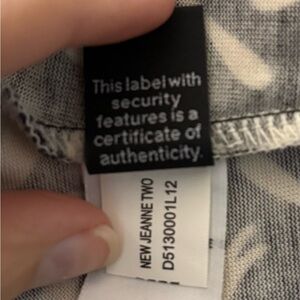 This label with
security
features is a
certificate of
authenticity.
NEW JEANNE TWO
D5130001L12